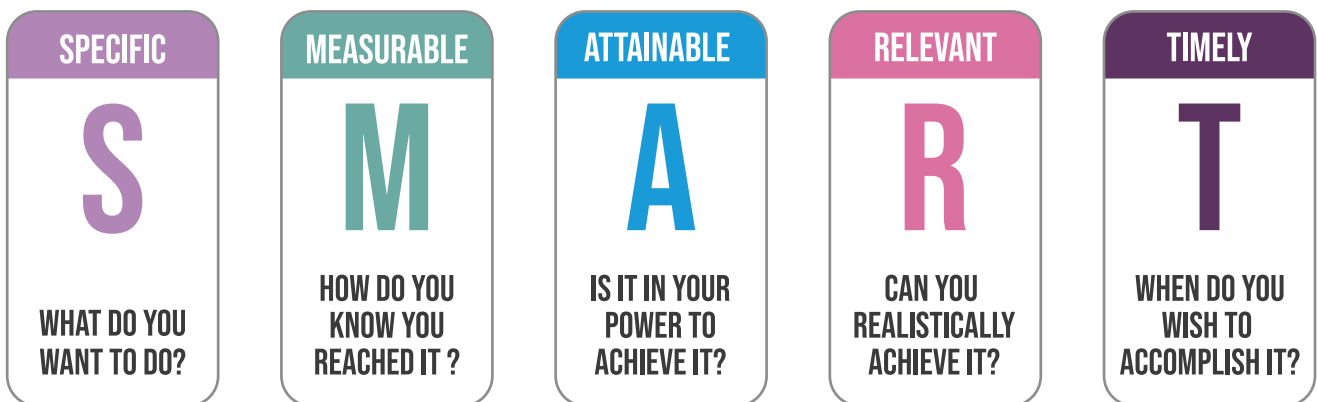 SPECIFIC
S
WHAT DO YOU
WANT TO DO?
MEASURABLE
M
HOW DO YOU
KNOW YOU
REACHED IT ?
ATTAINABLE
A
IS IT IN YOUR
POWER TO
ACHIEVE IT?
RELEVANT
R
CAN YOU
REALISTICALLY
ACHIEVE IT?
TIMELY
T
WHEN DO YOU
WISH TO
ACCOMPLISH IT?